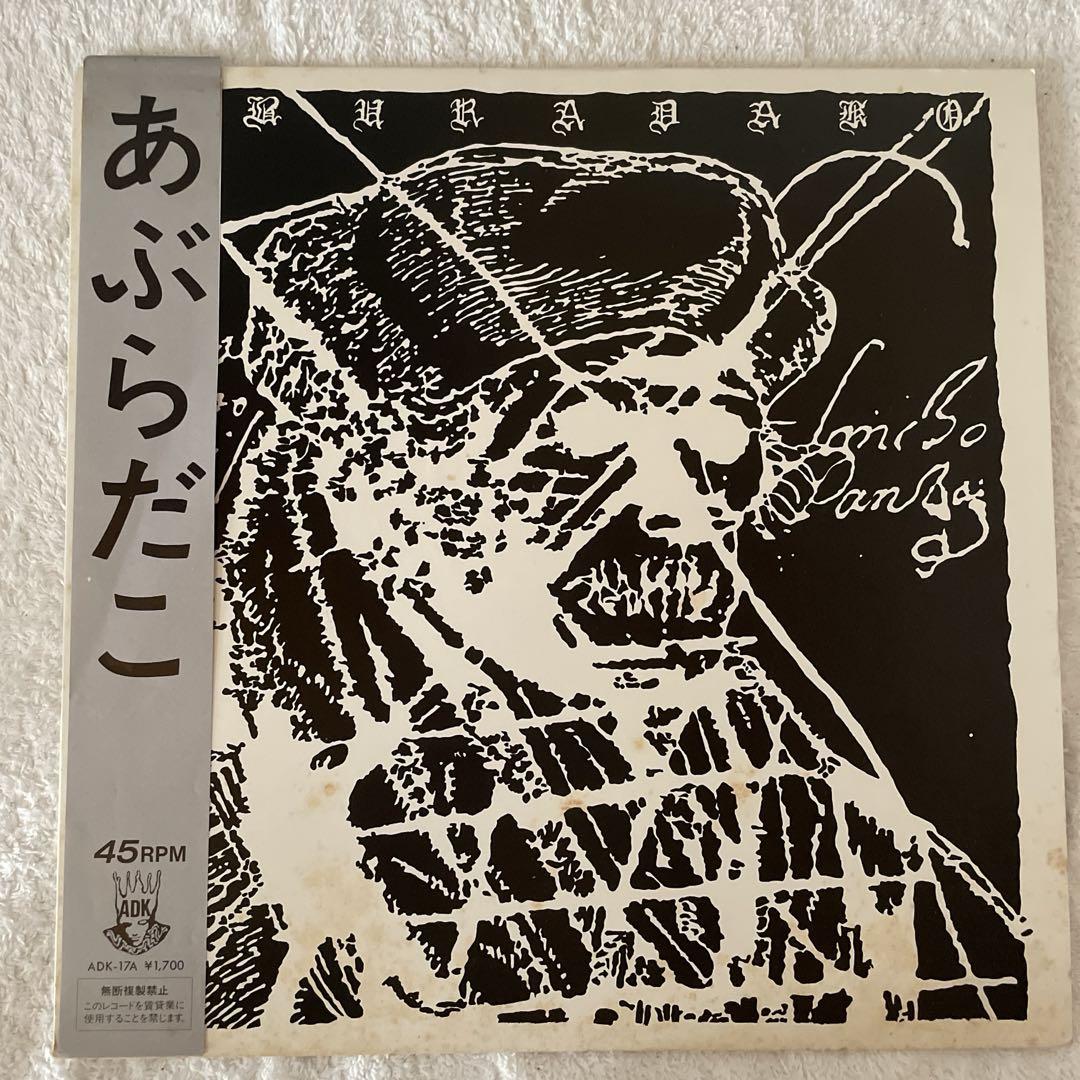 あぶらだこ
45RPM
ADK
ADK-17A ¥1,700
無断複製禁止
このレコードを賃貸業に
使用することを禁じます。
BURADAKO